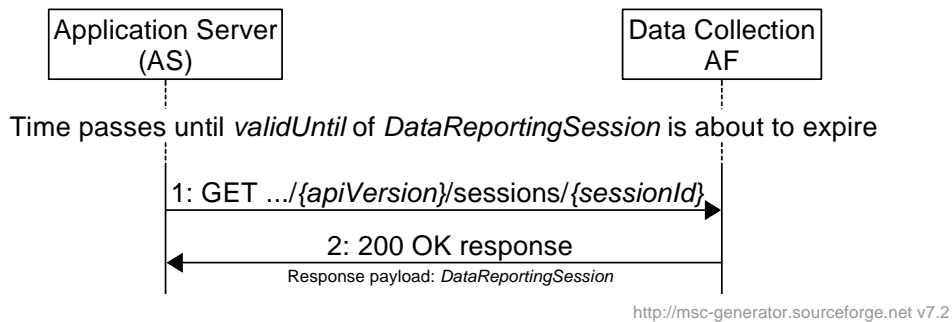 Application Server
(AS)
Data Collection
AF
Time passes until validUntil of DataReportingSession is about to expire
1: GET .../{apiVersion}/sessions/{sessionId}
2: 200 OK response
Response payload: DataReportingSession
http://msc-generator.sourceforge.net v7.2